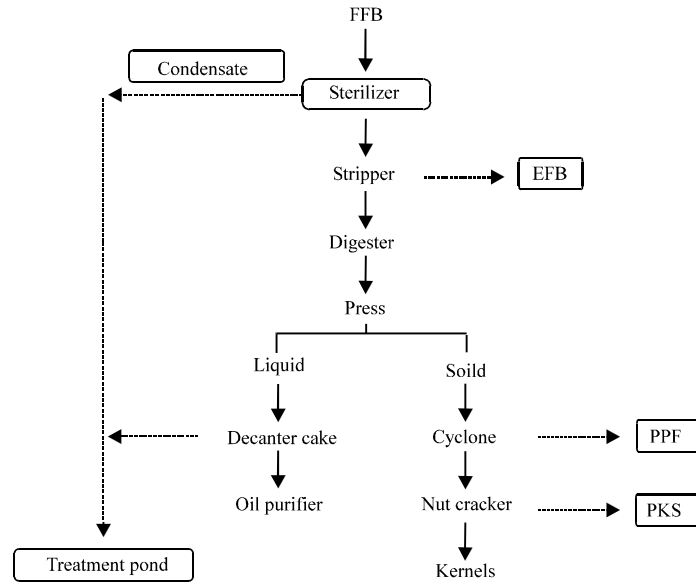 FFB
Condensate
Sterilizer
Stripper
EFB
Digester
Press
Liquid
Soild
Decanter cake
Cyclone
PPF
Oil purifier
Nut cracker
PKS
Treatment pond
Kernels